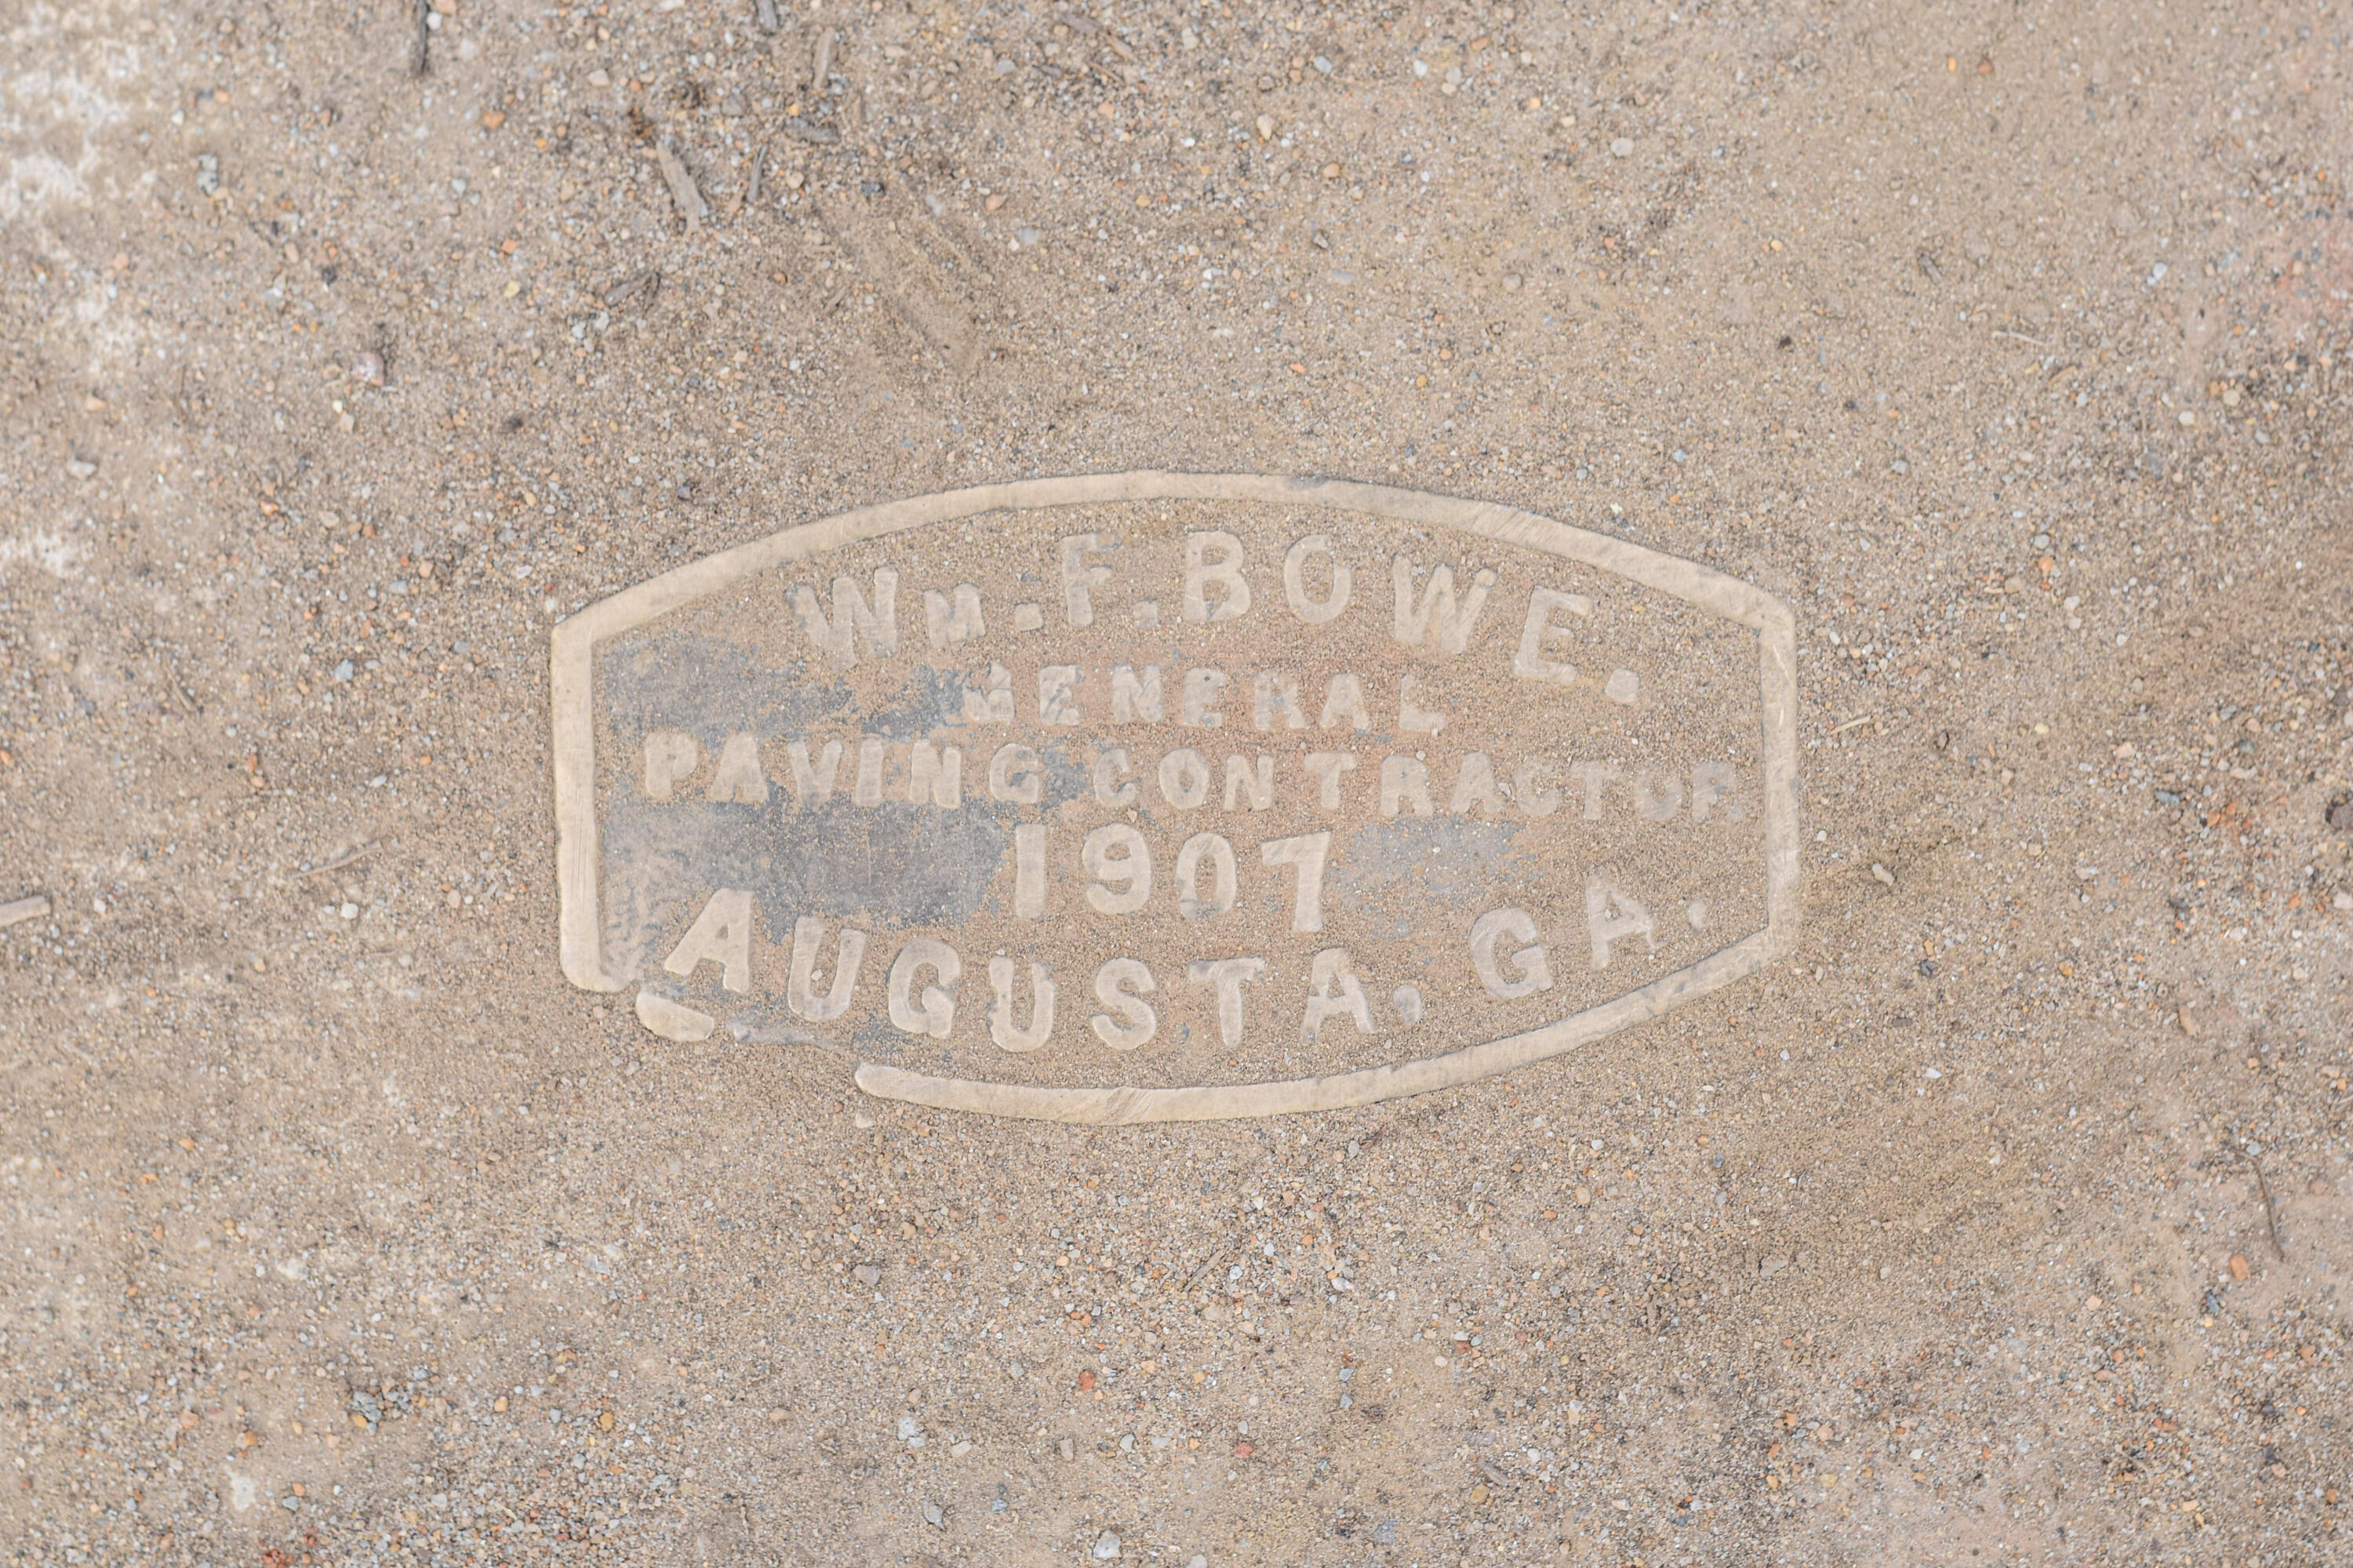 WM. F. BOWE.
GENERAL
PAVING CONTRACTOR
1907
AUGUSTA, GA.